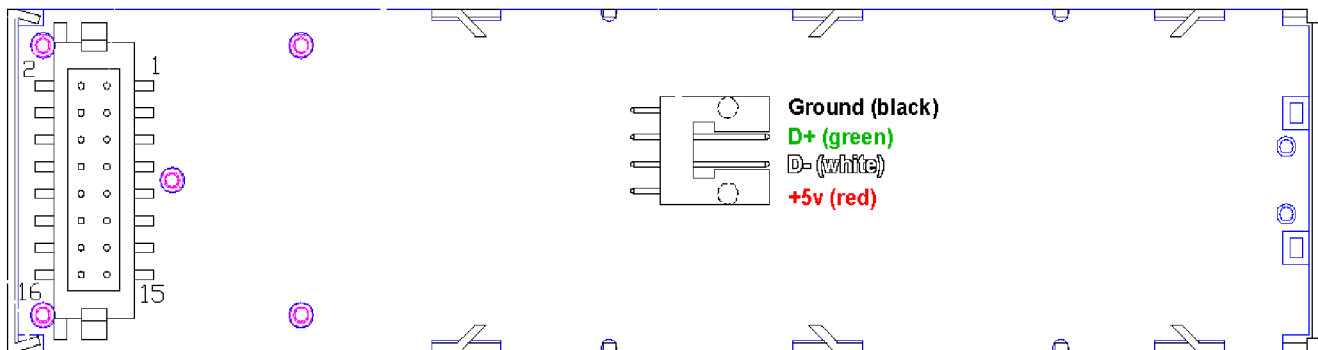 2 1
Ground (black)
D+ (green)
D- (white)
+5v (red)
16 15